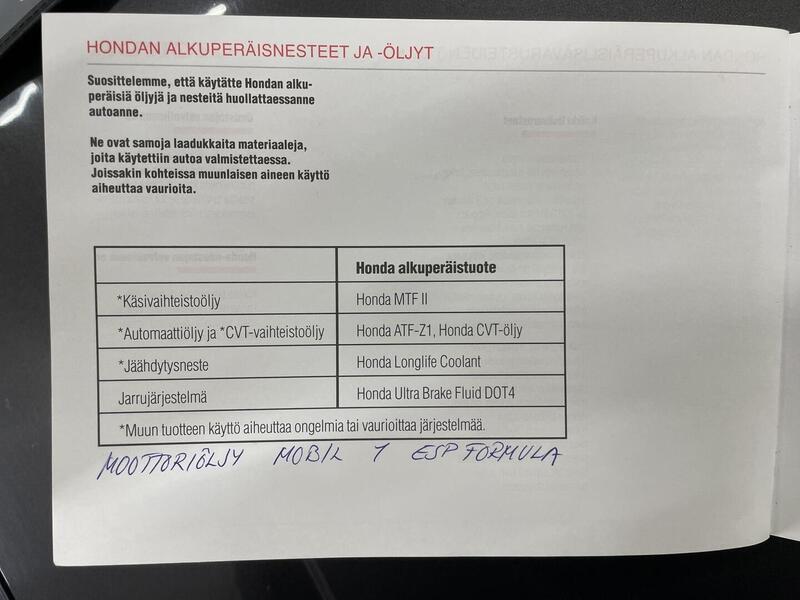 HONDAN ALKUPERÄISNESTEET JA -ÖLJYT
Suosittelemme, että käytätte Hondan alku-
peräisiä öljyjä ja nesteitä huollattaessanne
autoanne.
Ne ovat samoja laadukkaita materiaaleja,
joita käytettiin autoa valmistettaessa.
Joissakin kohteissa muunlaisen aineen käyttö
aiheuttaa vaurioita.
Honda alkuperäistuote
*Käsivaihteistoöljy Honda MTF II
*Automaattiöljy ja *CVT-vaihteistoöljy Honda ATF-Z1, Honda CVT-öljy
*Jäähdytysneste Honda Longlife Coolant
Jarrujärjestelmä Honda Ultra Brake Fluid DOT4
*Muun tuotteen käyttö aiheuttaa ongelmia tai vaurioittaa järjestelmää.
MOOTTORIÖLJY MOBIL 1 ESP FORMULA